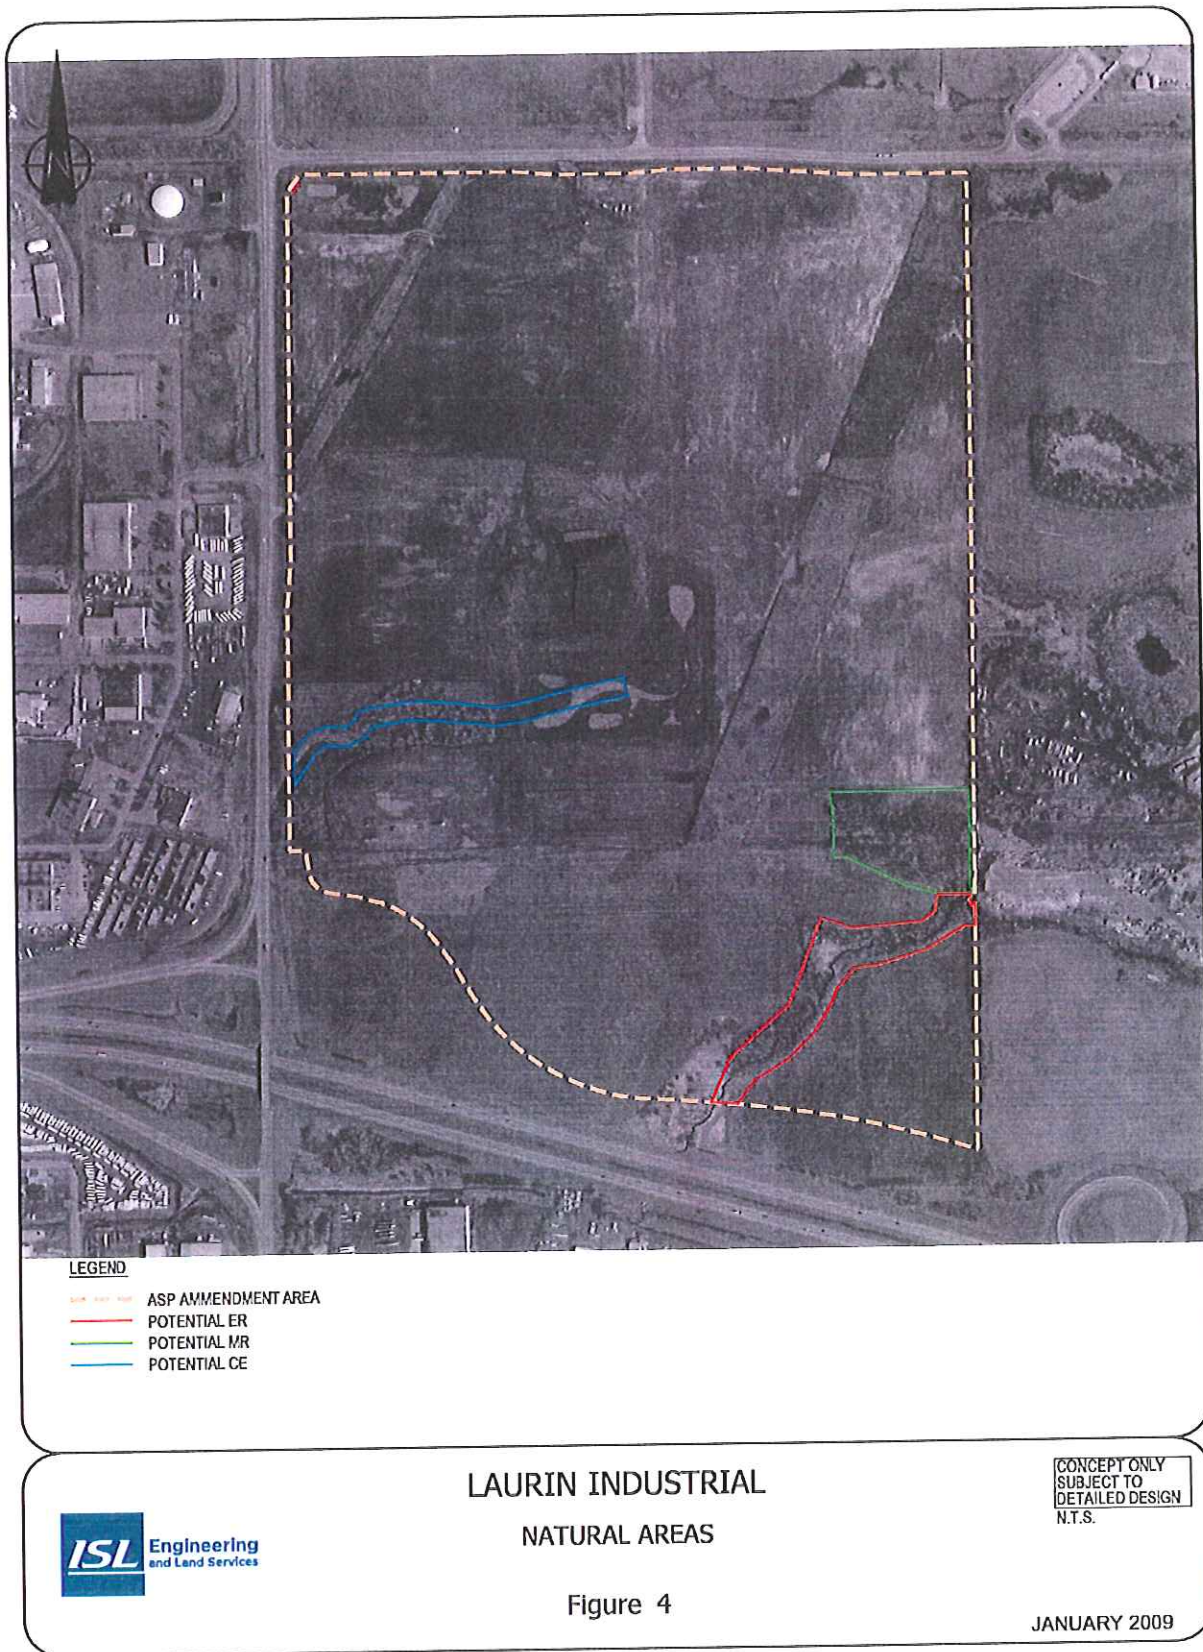 LEGEND
ASP AMMENDMENT AREA
POTENTIAL ER
POTENTIAL MR
POTENTIAL CE
LAURIN INDUSTRIAL
NATURAL AREAS
Figure 4
ISL Engineering
and Land Services
CONCEPT ONLY
SUBJECT TO
DETAILED DESIGN
N.T.S.
JANUARY 2009